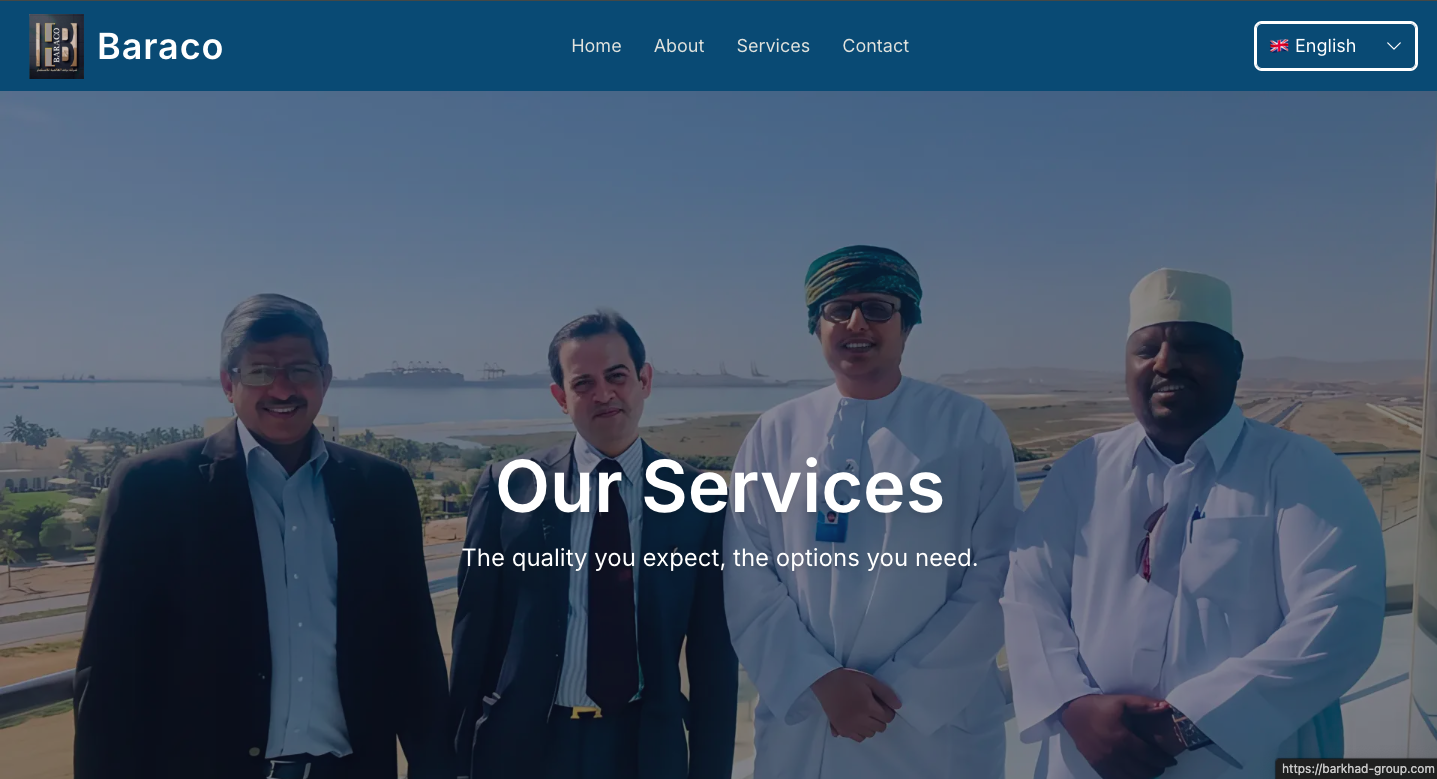 BARACO
Baraco
Home
About
Services
Contact
English
Our Services
The quality you expect, the options you need.
https://barkhad-group.com